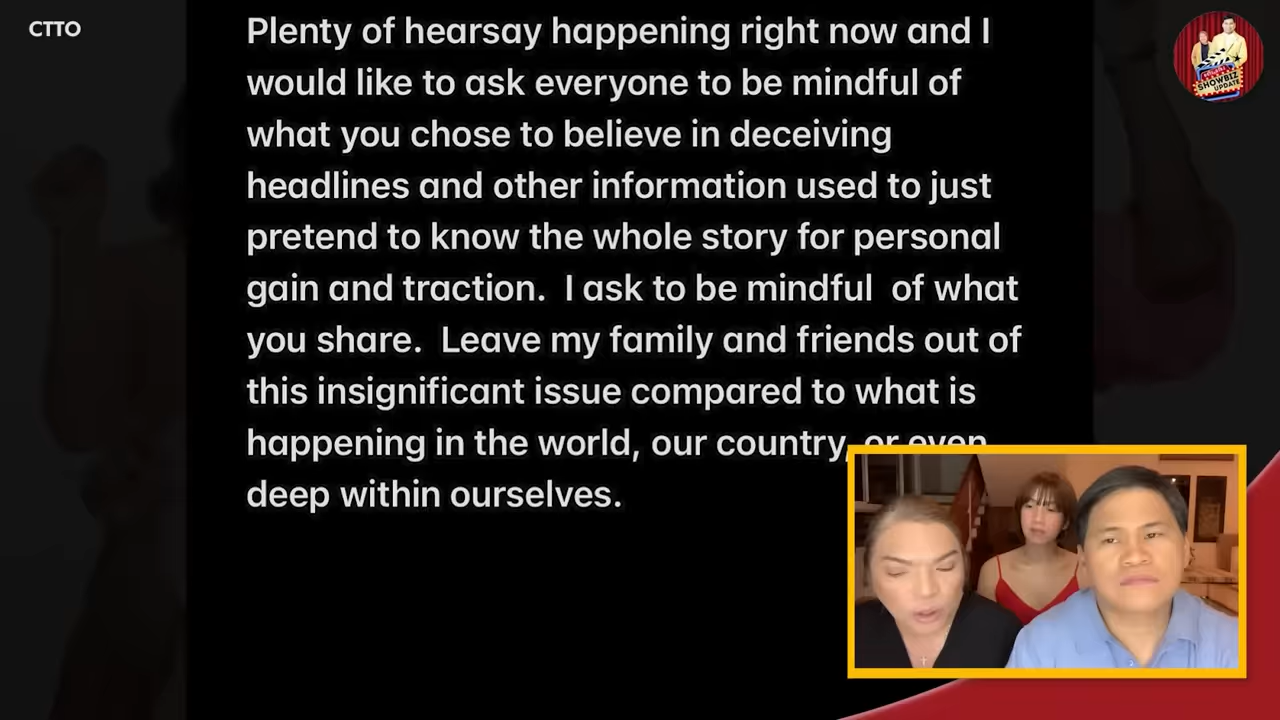 CTTO
Plenty of hearsay happening right now and I
would like to ask everyone to be mindful of
what you chose to believe in deceiving
headlines and other information used to just
pretend to know the whole story for personal
gain and traction.  I ask to be mindful  of what
you share.  Leave my family and friends out of
this insignificant issue compared to what is
happening in the world, our country, or even
deep within ourselves.
SHOWBIZ
UPDATE